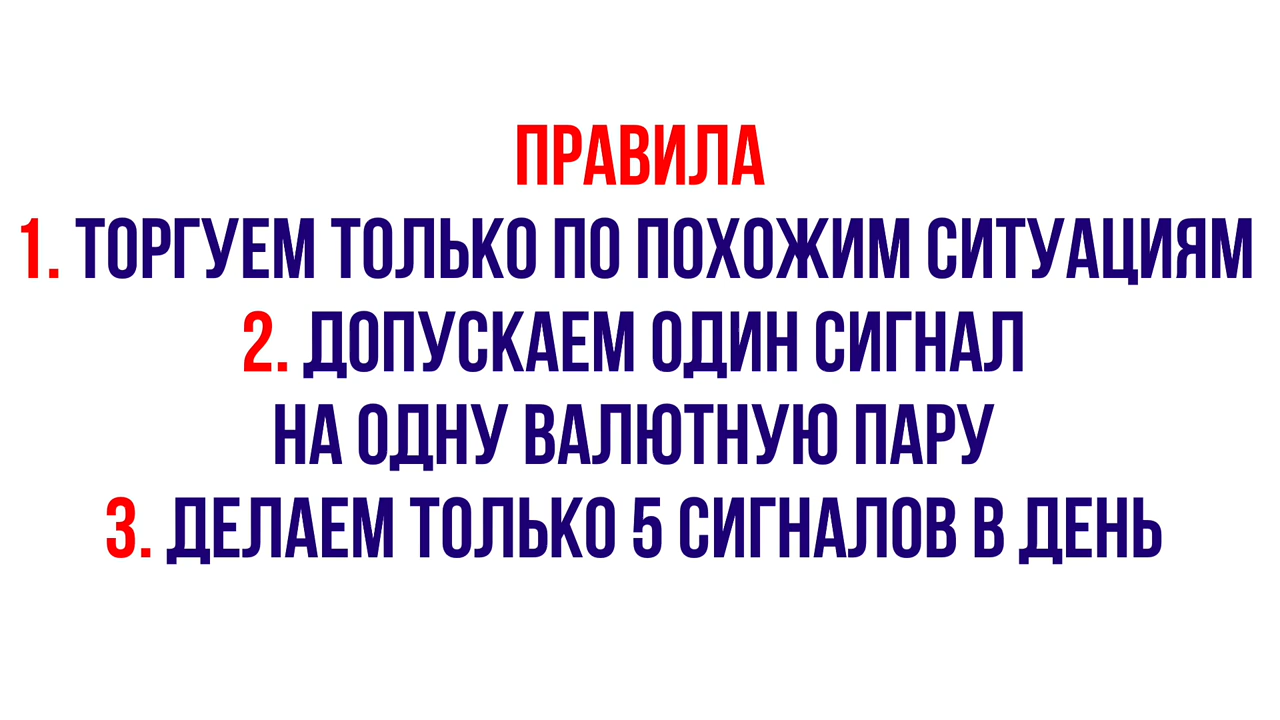 ПРАВИЛА
1. ТОРГУЕМ ТОЛЬКО ПО ПОХОЖИМ СИТУАЦИЯМ
2. ДОПУСКАЕМ ОДИН СИГНАЛ
НА ОДНУ ВАЛЮТНУЮ ПАРУ
3. ДЕЛАЕМ ТОЛЬКО 5 СИГНАЛОВ В ДЕНЬ